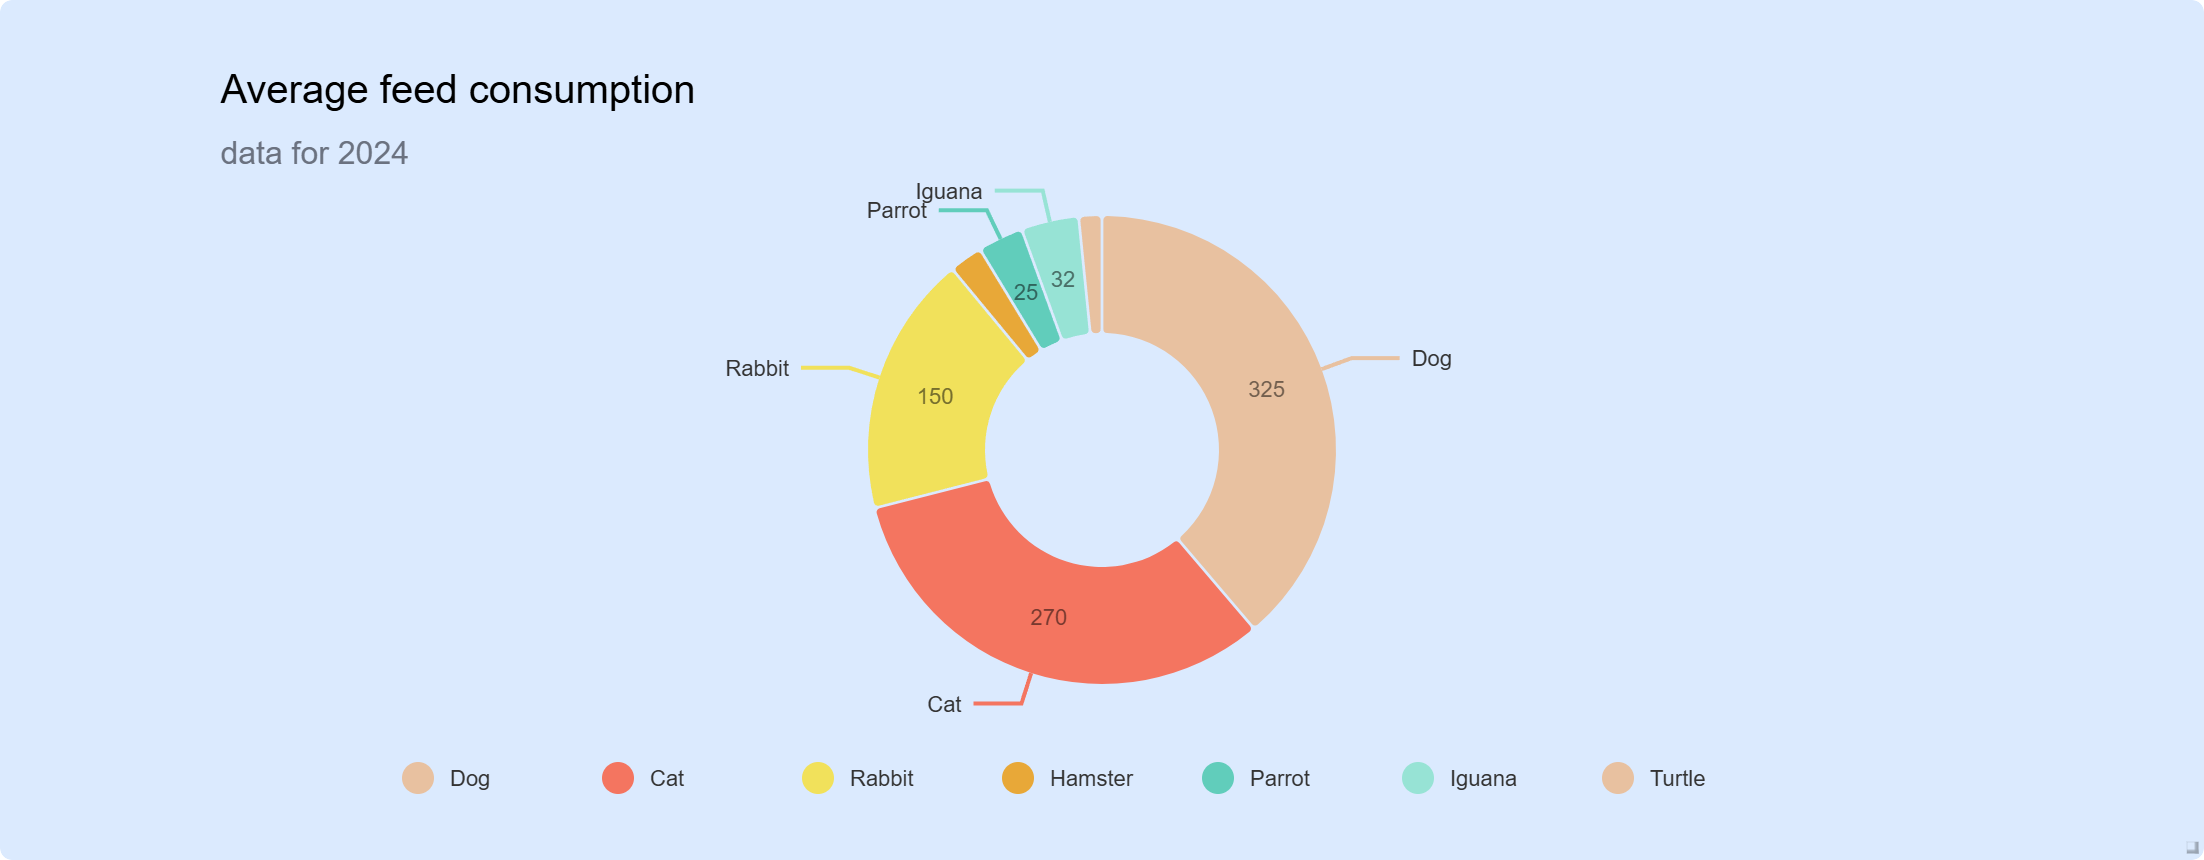 Average feed consumption
data for 2024
Iguana
Parrot
32
25
Dog
Rabbit
325
150
270
Cat
Dog
Cat
Rabbit
Hamster
Parrot
Iguana
Turtle